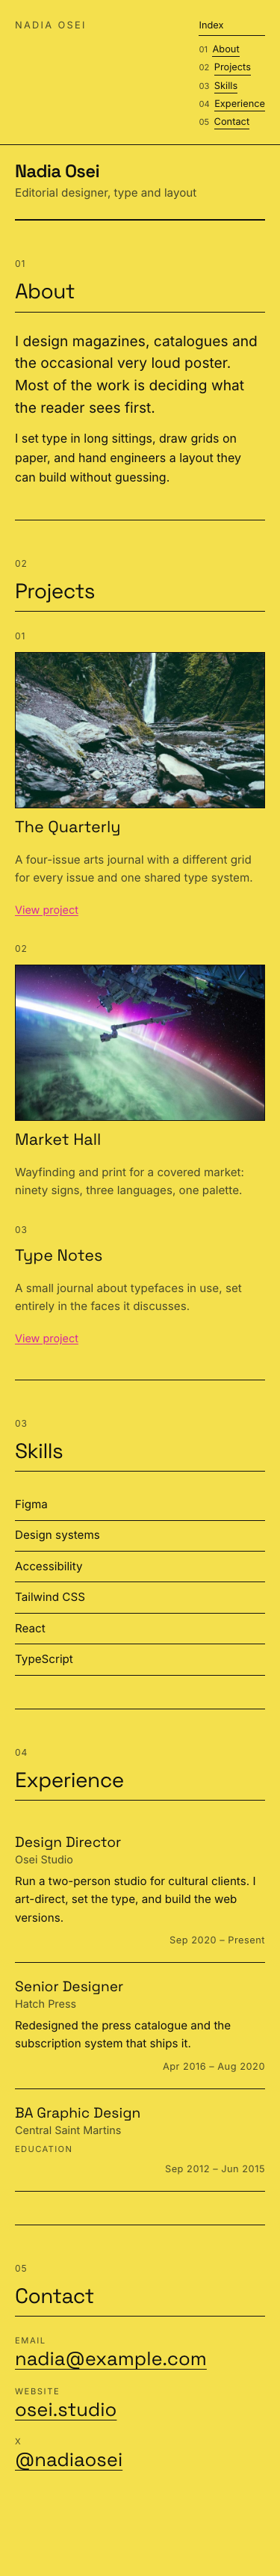 NADIA OSEI
Index
01 About
02 Projects
03 Skills
04 Experience
05 Contact
Nadia Osei
Editorial designer, type and layout
01
About
I design magazines, catalogues and
the occasional very loud poster.
Most of the work is deciding what
the reader sees first.
I set type in long sittings, draw grids on
paper, and hand engineers a layout they
can build without guessing.
02
Projects
01
The Quarterly
A four-issue arts journal with a different grid
for every issue and one shared type system.
View project
02
Market Hall
Wayfinding and print for a covered market:
ninety signs, three languages, one palette.
03
Type Notes
A small journal about typefaces in use, set
entirely in the faces it discusses.
View project
03
Skills
Figma
Design systems
Accessibility
Tailwind CSS
React
TypeScript
04
Experience
Design Director
Osei Studio
Run a two-person studio for cultural clients. I
art-direct, set the type, and build the web
versions.
Sep 2020 – Present
Senior Designer
Hatch Press
Redesigned the press catalogue and the
subscription system that ships it.
Apr 2016 – Aug 2020
BA Graphic Design
Central Saint Martins
EDUCATION
Sep 2012 – Jun 2015
05
Contact
EMAIL
nadia@example.com
WEBSITE
osei.studio
X
@nadiaosei